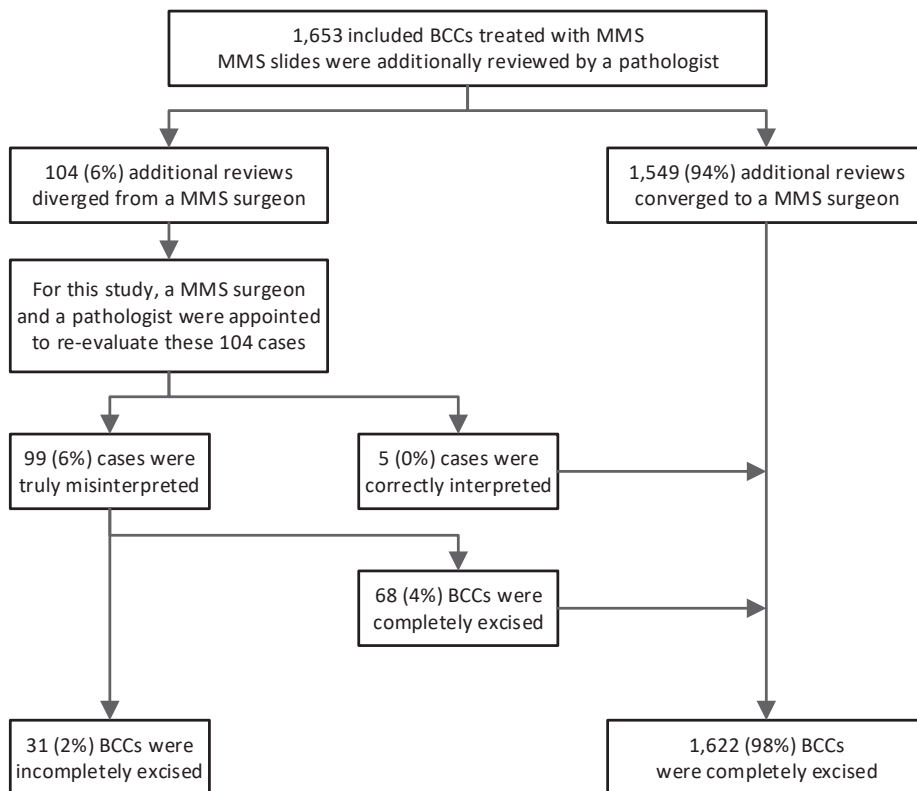 1,653 included BCCs treated with MMS
MMS slides were additionally reviewed by a pathologist
104 (6%) additional reviews
diverged from a MMS surgeon
1,549 (94%) additional reviews
converged to a MMS surgeon
For this study, a MMS surgeon
and a pathologist were appointed
to re-evaluate these 104 cases
99 (6%) cases were
truly misinterpreted
5 (0%) cases were
correctly interpreted
68 (4%) BCCs were
completely excised
31 (2%) BCCs were
incompletely excised
1,622 (98%) BCCs
were completely excised